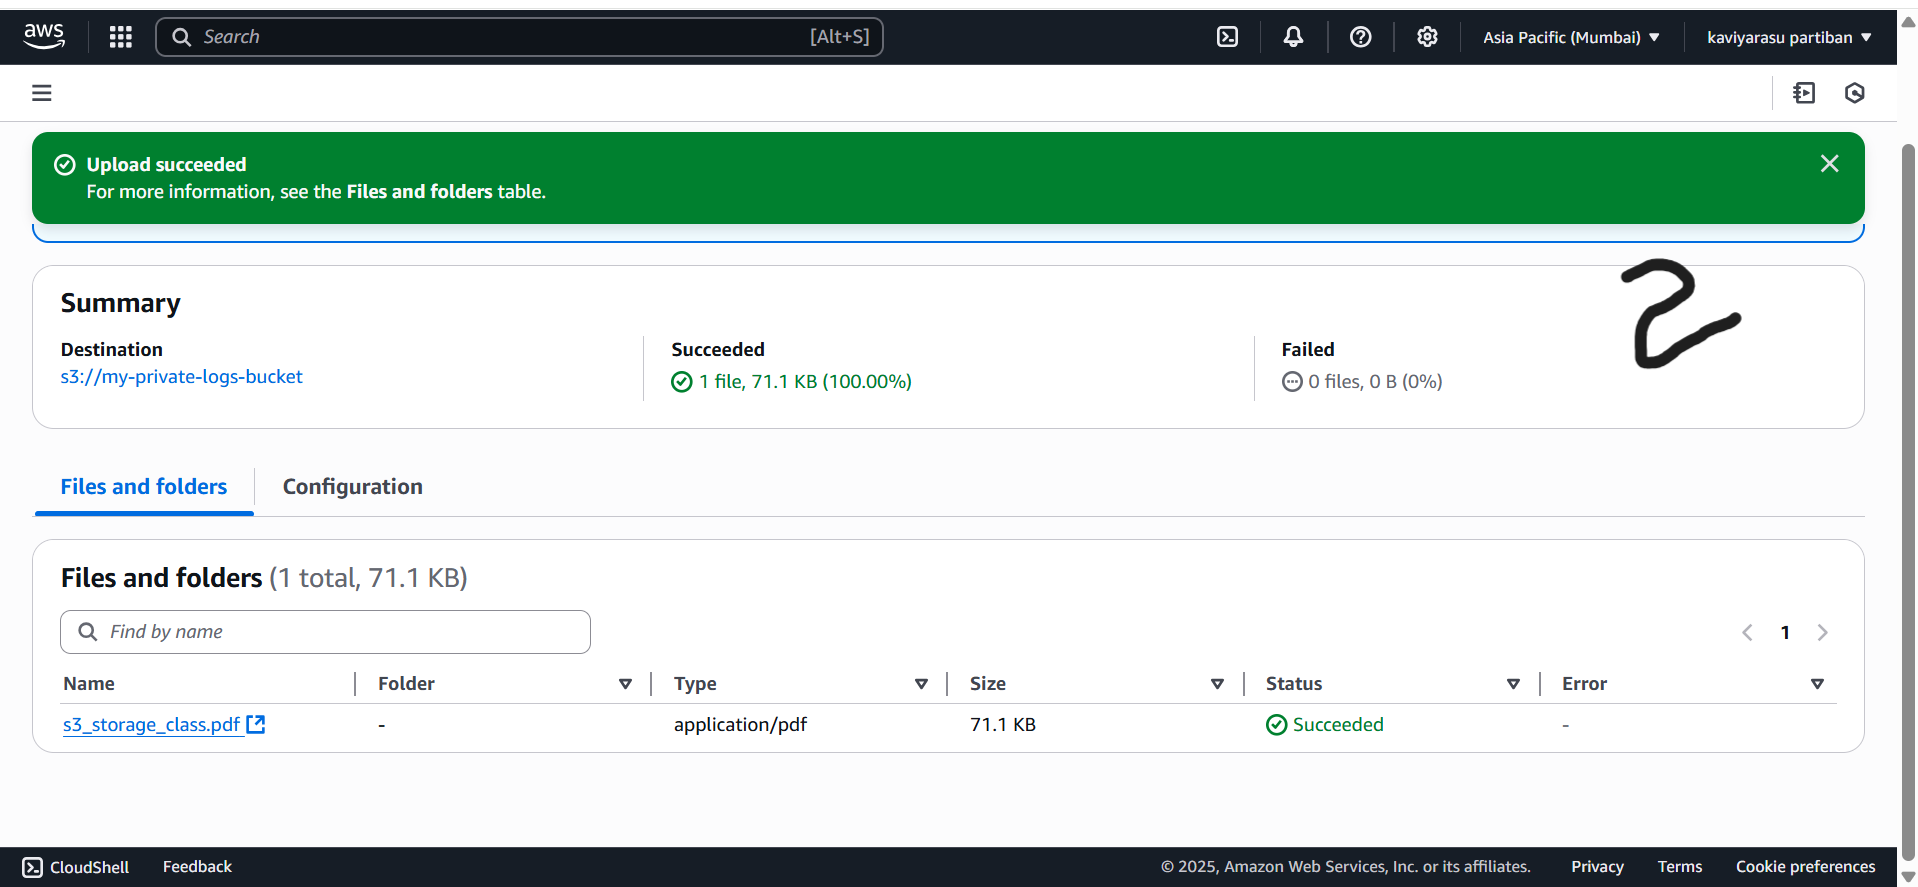 aws Search [Alt+S] Asia Pacific (Mumbai) kaviyarasu partiban
Upload succeeded
For more information, see the Files and folders table.
2
Summary
Destination Succeeded Failed
s3://my-private-logs-bucket 1 file, 71.1 KB (100.00%) 0 files, 0 B (0%)
Files and folders Configuration
Files and folders (1 total, 71.1 KB)
Find by name 1
Name Folder Type Size Status Error
s3_storage_class.pdf - application/pdf 71.1 KB Succeeded -
CloudShell Feedback © 2025, Amazon Web Services, Inc. or its affiliates. Privacy Terms Cookie preferences